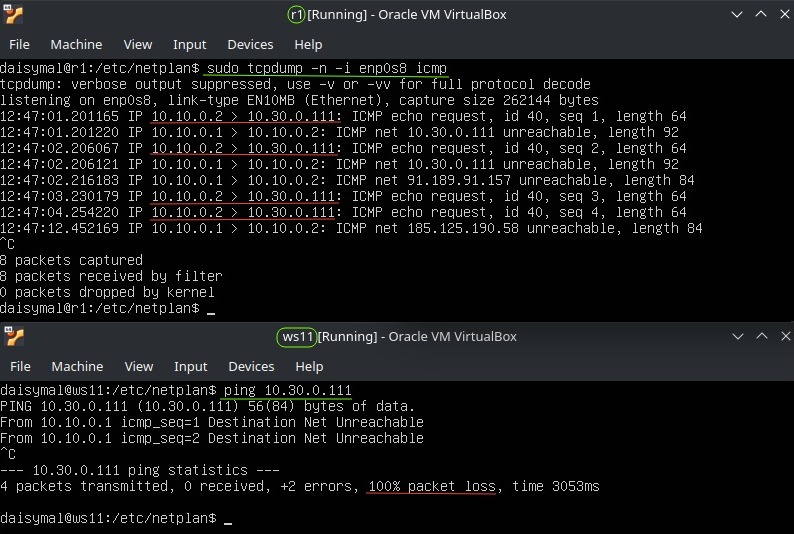 r1 [Running] - Oracle VM VirtualBox
File Machine View Input Devices Help
daisymal@r1:/etc/netplan$ sudo tcpdump -n -i enp0s8 icmp
tcpdump: verbose output suppressed, use -v or -vv for full protocol decode
listening on enp0s8, link-type EN10MB (Ethernet), capture size 262144 bytes
12:47:01.201165 IP 10.10.0.2 > 10.30.0.111: ICMP echo request, id 40, seq 1, length 64
12:47:01.201220 IP 10.10.0.1 > 10.10.0.2: ICMP net 10.30.0.111 unreachable, length 92
12:47:02.206067 IP 10.10.0.2 > 10.30.0.111: ICMP echo request, id 40, seq 2, length 64
12:47:02.206121 IP 10.10.0.1 > 10.10.0.2: ICMP net 10.30.0.111 unreachable, length 92
12:47:02.216183 IP 10.10.0.1 > 10.10.0.2: ICMP net 91.189.91.157 unreachable, length 84
12:47:03.230179 IP 10.10.0.2 > 10.30.0.111: ICMP echo request, id 40, seq 3, length 64
12:47:04.254220 IP 10.10.0.2 > 10.30.0.111: ICMP echo request, id 40, seq 4, length 64
12:47:12.452169 IP 10.10.0.1 > 10.10.0.2: ICMP net 185.125.190.58 unreachable, length 84
^C
8 packets captured
8 packets received by filter
0 packets dropped by kernel
daisymal@r1:/etc/netplan$ _
ws11 [Running] - Oracle VM VirtualBox
File Machine View Input Devices Help
daisymal@ws11:/etc/netplan$ ping 10.30.0.111
PING 10.30.0.111 (10.30.0.111) 56(84) bytes of data.
From 10.10.0.1 icmp_seq=1 Destination Net Unreachable
From 10.10.0.1 icmp_seq=2 Destination Net Unreachable
^C
--- 10.30.0.111 ping statistics ---
4 packets transmitted, 0 received, +2 errors, 100% packet loss, time 3053ms
daisymal@ws11:/etc/netplan$ _